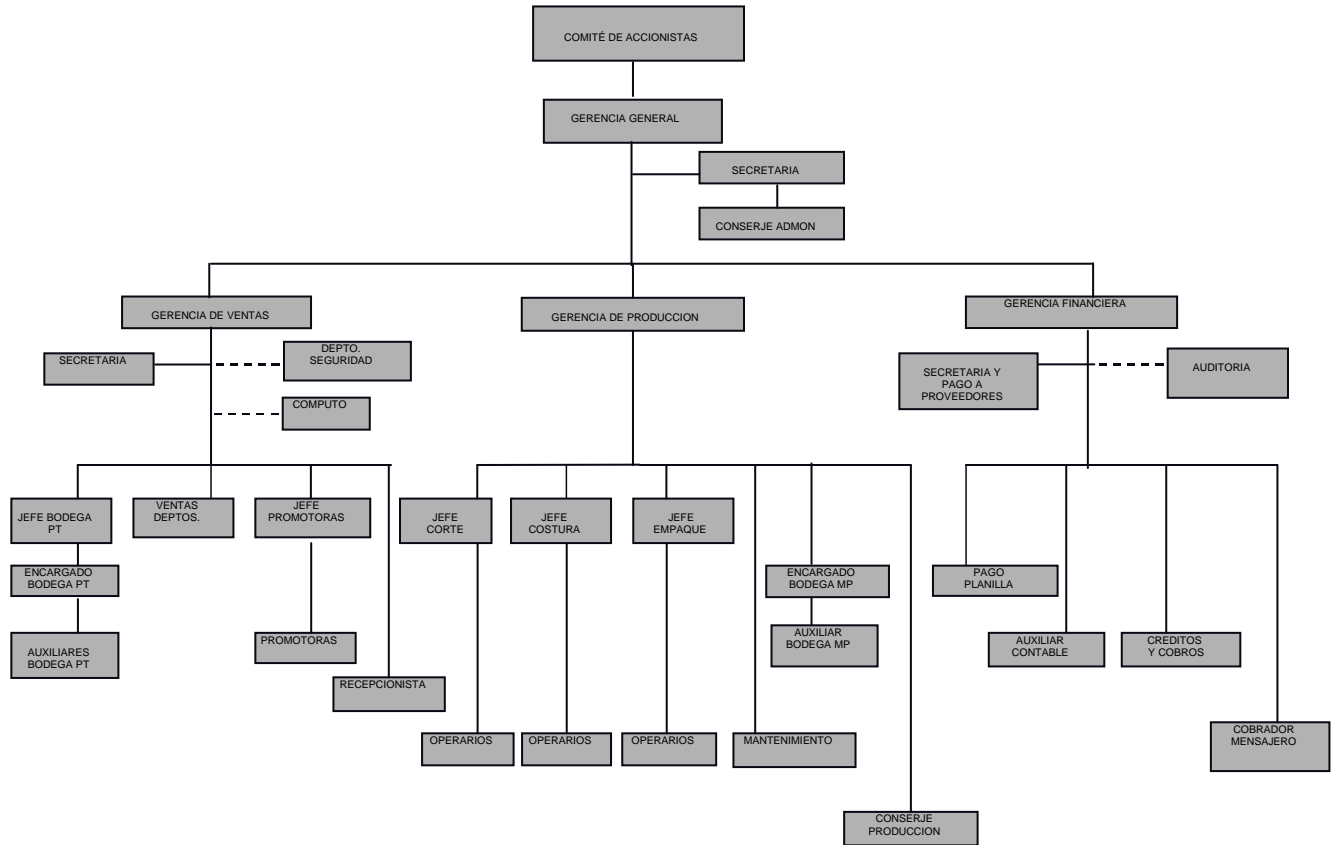 COMITÉ DE ACCIONISTAS
GERENCIA GENERAL
SECRETARIA
CONSERJE ADMON
GERENCIA DE VENTAS
GERENCIA DE PRODUCCION
GERENCIA FINANCIERA
SECRETARIA
DEPTO.
SEGURIDAD
COMPUTO
SECRETARIA Y
PAGO A
PROVEEDORES
AUDITORIA
JEFE BODEGA
PT
VENTAS
DEPTOS.
JEFE
PROMOTORAS
JEFE
CORTE
JEFE
COSTURA
JEFE
EMPAQUE
ENCARGADO
BODEGA PT
ENCARGADO
BODEGA MP
PAGO
PLANILLA
AUXILIARES
BODEGA PT
PROMOTORAS
AUXILIAR
BODEGA MP
AUXILIAR
CONTABLE
CREDITOS
Y COBROS
RECEPCIONISTA
OPERARIOS
OPERARIOS
OPERARIOS
MANTENIMIENTO
COBRADOR
MENSAJERO
CONSERJE
PRODUCCION